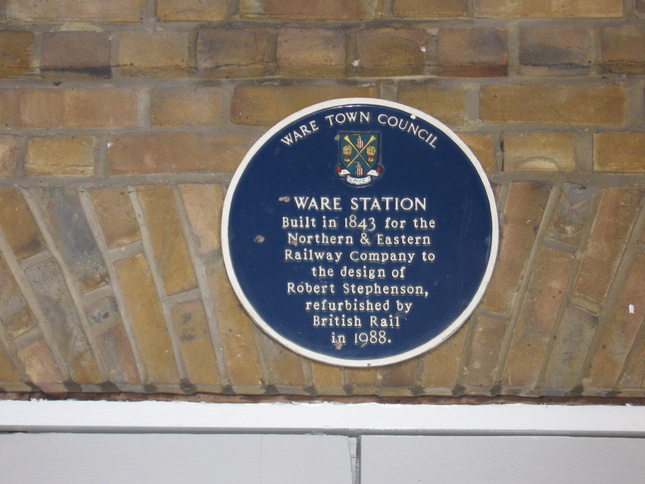 WARE TOWN COUNCIL
WARE STATION
Built in 1843 for the
Northern & Eastern
Railway Company to
the design of
Robert Stephenson,
refurbished by
British Rail
in 1988.